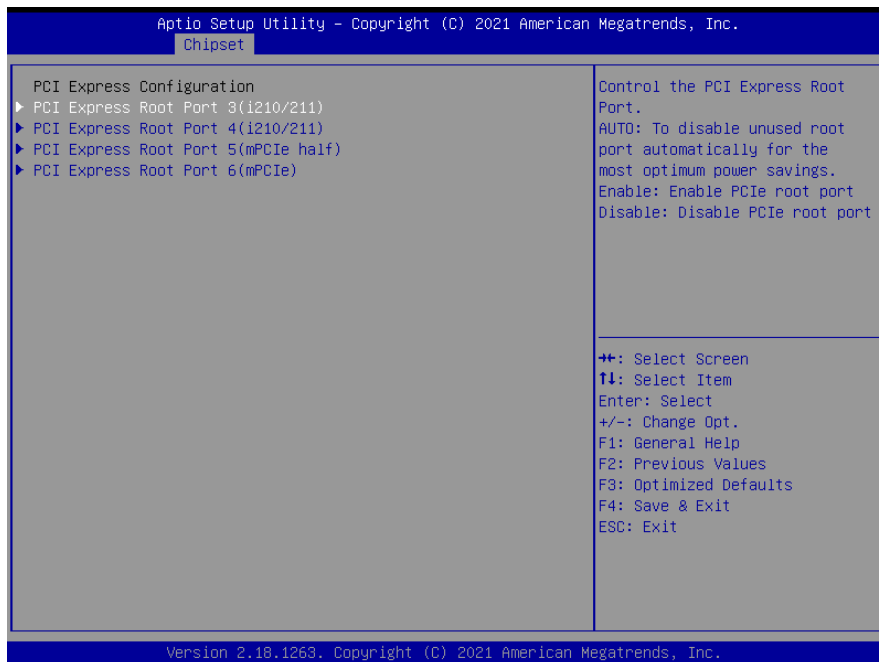 Aptio Setup Utility – Copyright (C) 2021 American Megatrends, Inc.
Chipset
PCI Express Configuration
PCI Express Root Port 3(i210/211)
PCI Express Root Port 4(i210/211)
PCI Express Root Port 5(mPCIe half)
PCI Express Root Port 6(mPCIe)
Control the PCI Express Root
Port.
AUTO: To disable unused root
port automatically for the
most optimum power savings.
Enable: Enable PCIe root port
Disable: Disable PCIe root port
→←: Select Screen
↑↓: Select Item
Enter: Select
+/-: Change Opt.
F1: General Help
F2: Previous Values
F3: Optimized Defaults
F4: Save & Exit
ESC: Exit
Version 2.18.1263. Copyright (C) 2021 American Megatrends, Inc.